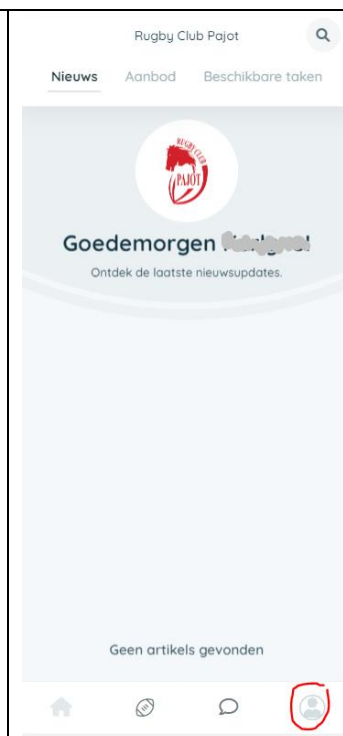 Rugby Club Pajot
Nieuws Aanbod Beschikbare taken
RUGBY CLUB
PAJOT
Goedemorgen
Ontdek de laatste nieuwsupdates.
Geen artikels gevonden